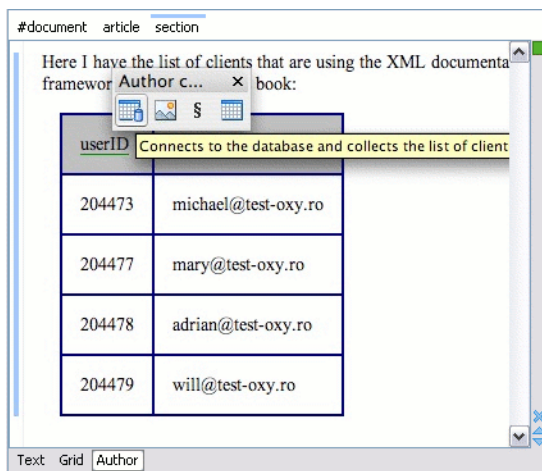 #document article section
Here I have the list of clients that are using the XML documenta
framewor
Author c... × book:
§
userID
Connects to the database and collects the list of client
204473 michael@test-oxy.ro
204477 mary@test-oxy.ro
204478 adrian@test-oxy.ro
204479 will@test-oxy.ro
Text Grid Author